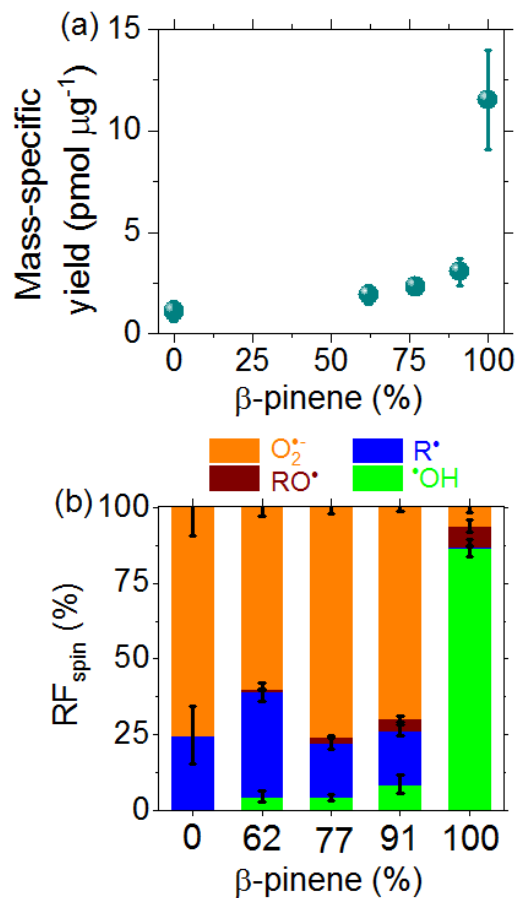 (a)
Mass-specific
yield (pmol μg⁻¹)
15
10
5
0
0 25 50 75 100
β-pinene (%)
O₂•⁻ R•
RO• •OH
(b)
RF_spin (%)
100
75
50
25
0
0 62 77 91 100
β-pinene (%)